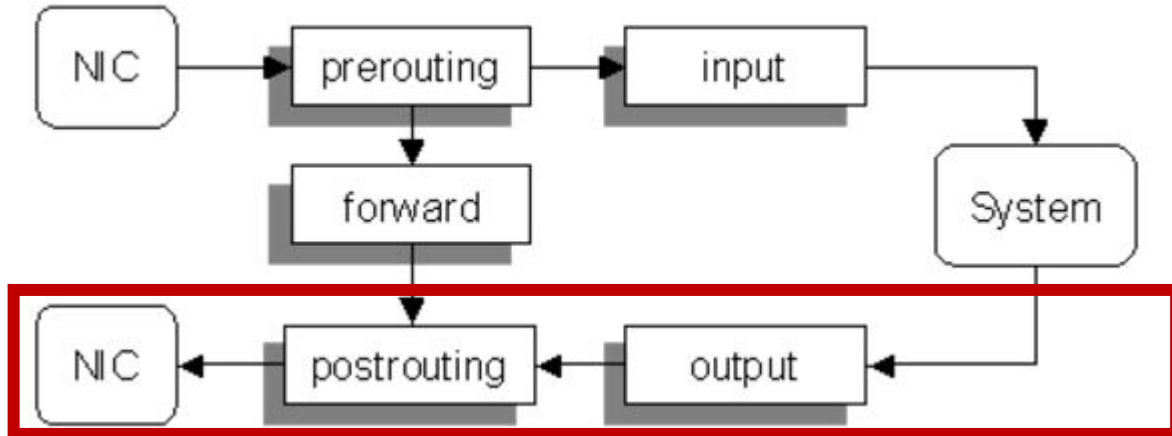 NIC
prerouting
input
forward
System
NIC
postrouting
output